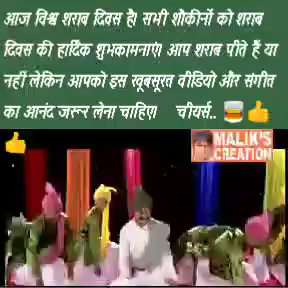 आज विश्व शराब दिवस है। सभी शौकीनों को शराब
दिवस की हार्दिक शुभकामनाएं। आप शराब पीते हैं या
नहीं लेकिन आपको इस खूबसूरत वीडियो और संगीत
का आनंद जरूर लेना चाहिए। चीयर्स..
MALIK'S
CREATION